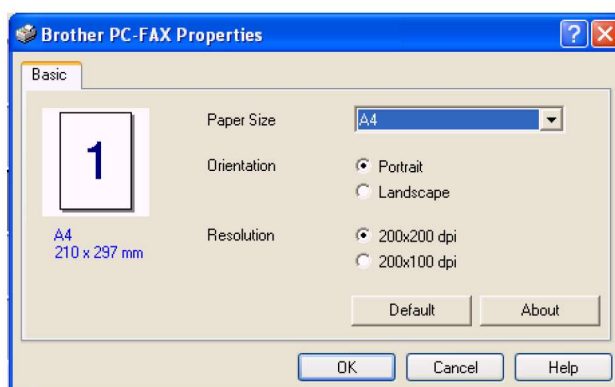 Brother PC-FAX Properties
Basic
1
A4
210 x 297 mm
Paper Size
A4
Orientation
Portrait
Landscape
Resolution
200x200 dpi
200x100 dpi
Default
About
OK
Cancel
Help